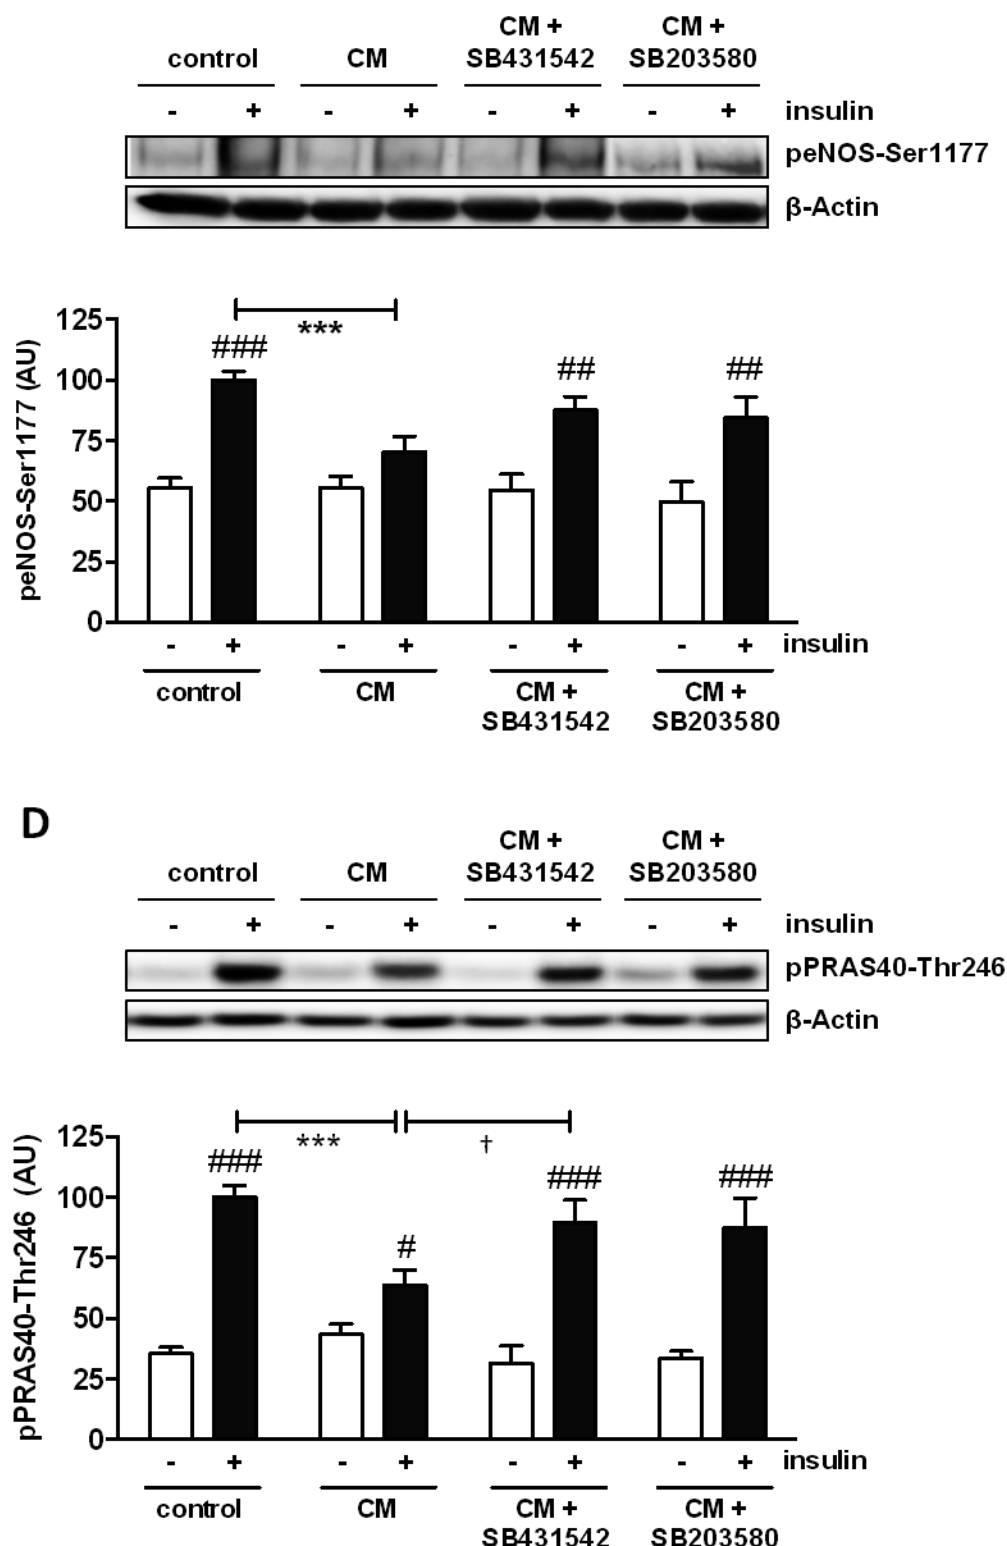 CM + CM +
control CM SB431542 SB203580
- + - + - + - + insulin
peNOS-Ser1177
β-Actin
***
125
###
## ##
100
75
50
25
0
peNOS-Ser1177 (AU)
- + - + - + - + insulin
control CM CM + CM +
SB431542 SB203580
D
CM + CM +
control CM SB431542 SB203580
- + - + - + - + insulin
pPRAS40-Thr246
β-Actin
*** †
125
### # ### ###
100
75
50
25
0
pPRAS40-Thr246 (AU)
- + - + - + - + insulin
control CM CM + CM +
SB431542 SB203580